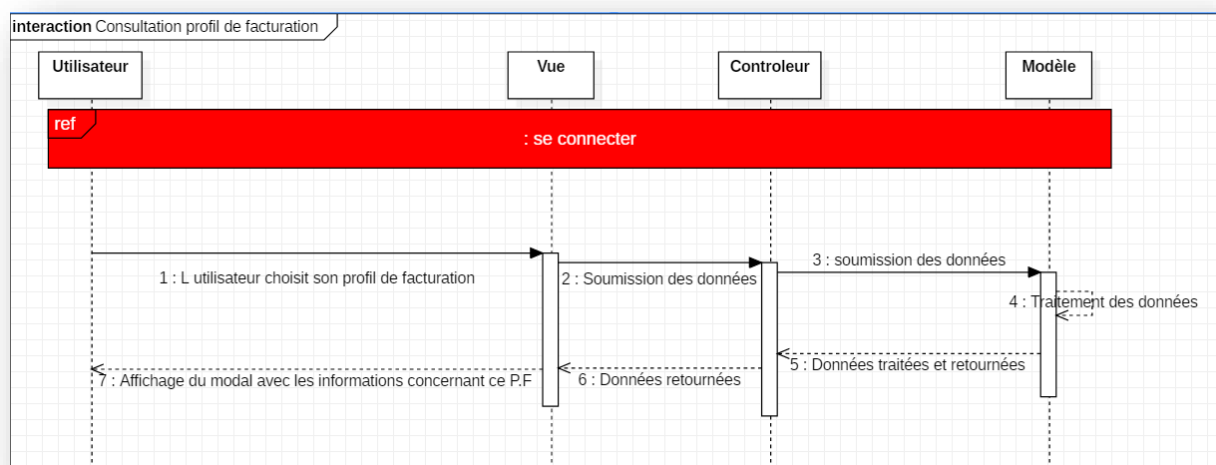 interaction Consultation profil de facturation
Utilisateur
Vue
Controleur
Modèle
ref
: se connecter
1 : L utilisateur choisit son profil de facturation
2 : Soumission des données
3 : soumission des données
4 : Traitement des données
5 : Données traitées et retournées
6 : Données retournées
7 : Affichage du modal avec les informations concernant ce P.F